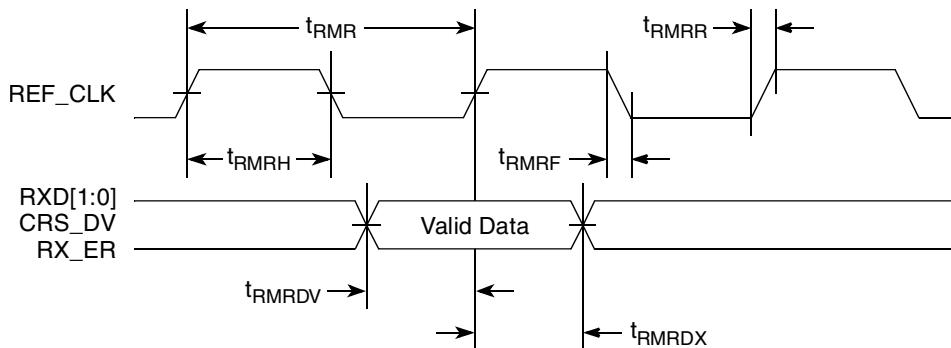 tRMR
tRMRR
REF_CLK
tRMRH
tRMRF
RXD[1:0]
CRS_DV
Valid Data
RX_ER
tRMRDV
tRMRDX